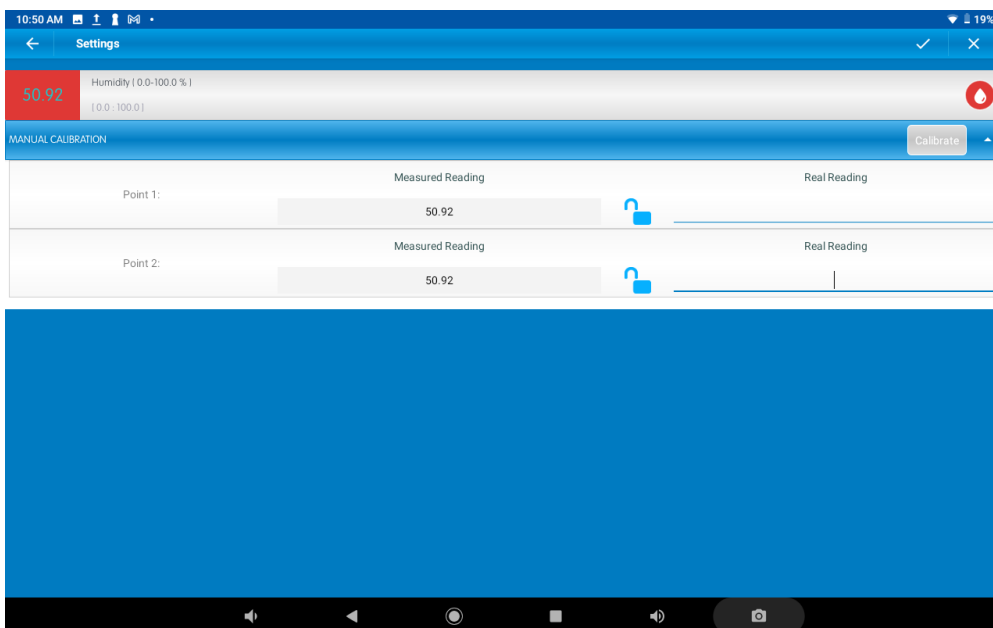 10:50 AM 19%
Settings
50.92
Humidity ( 0.0-100.0 % )
[ 0.0 : 100.0 ]
MANUAL CALIBRATION Calibrate
Measured Reading Real Reading
Point 1:
50.92
Measured Reading Real Reading
Point 2:
50.92